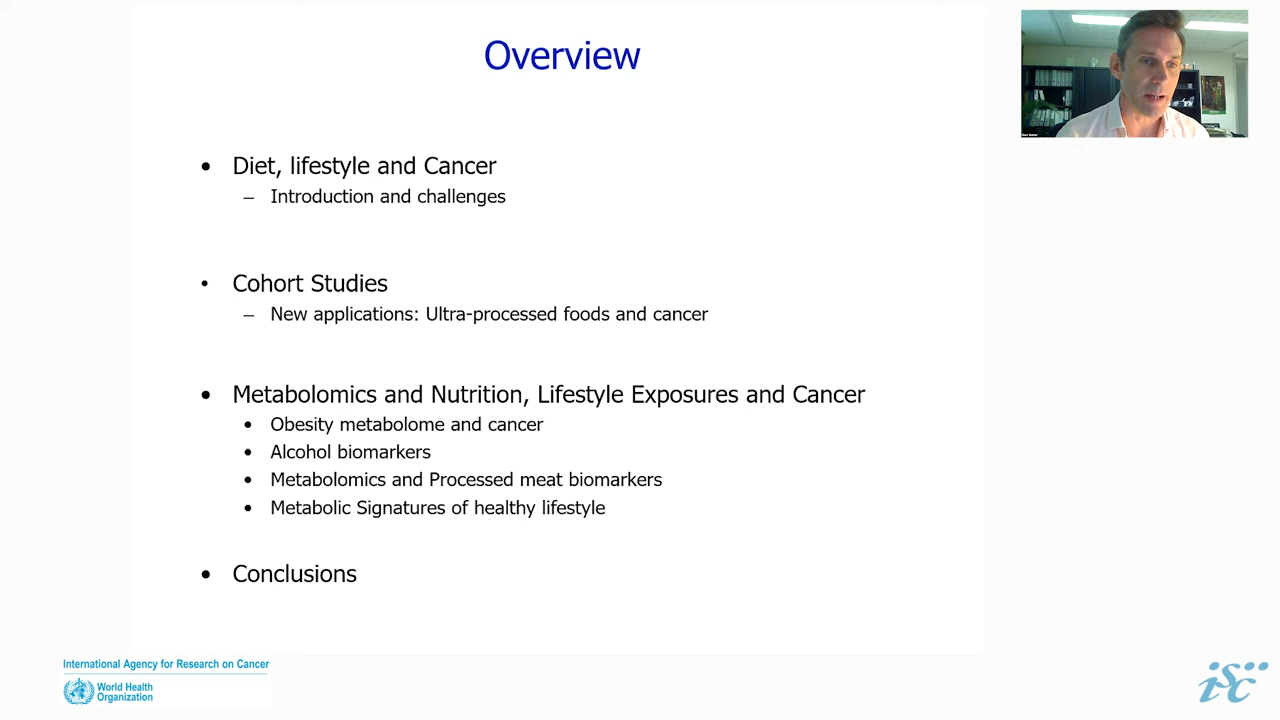 Overview
• Diet, lifestyle and Cancer
– Introduction and challenges
• Cohort Studies
– New applications: Ultra-processed foods and cancer
• Metabolomics and Nutrition, Lifestyle Exposures and Cancer
• Obesity metabolome and cancer
• Alcohol biomarkers
• Metabolomics and Processed meat biomarkers
• Metabolic Signatures of healthy lifestyle
• Conclusions
International Agency for Research on Cancer
World Health
Organization
isc